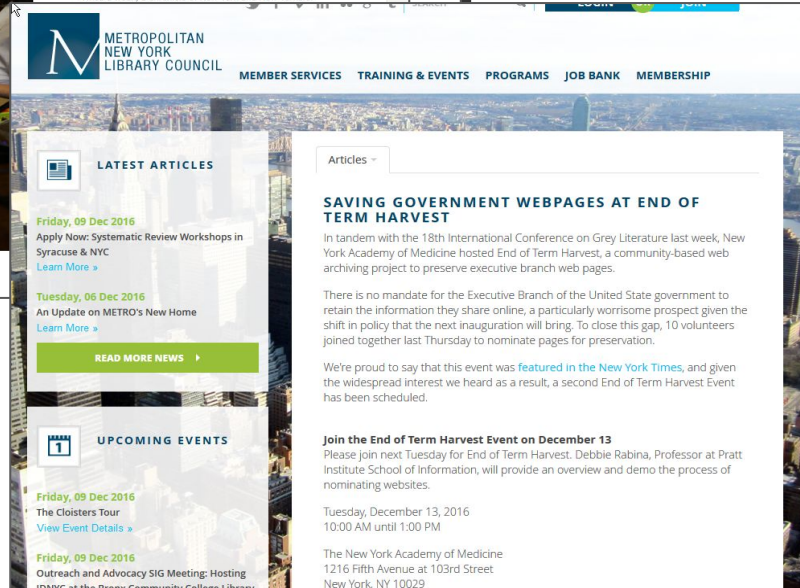 METROPOLITAN
NEW YORK
LIBRARY COUNCIL
SEARCH
LOGIN
OR
JOIN
MEMBER SERVICES
TRAINING & EVENTS
PROGRAMS
JOB BANK
MEMBERSHIP
LATEST ARTICLES
Friday, 09 Dec 2016
Apply Now: Systematic Review Workshops in
Syracuse & NYC
Learn More »
Tuesday, 06 Dec 2016
An Update on METRO's New Home
Learn More »
READ MORE NEWS
1
UPCOMING EVENTS
Friday, 09 Dec 2016
The Cloisters Tour
View Event Details »
Friday, 09 Dec 2016
Outreach and Advocacy SIG Meeting: Hosting
IDNYC at the Bronx Community College Library
Articles
SAVING GOVERNMENT WEBPAGES AT END OF
TERM HARVEST
In tandem with the 18th International Conference on Grey Literature last week, New
York Academy of Medicine hosted End of Term Harvest, a community-based web
archiving project to preserve executive branch web pages.
There is no mandate for the Executive Branch of the United State government to
retain the information they share online, a particularly worrisome prospect given the
shift in policy that the next inauguration will bring. To close this gap, 10 volunteers
joined together last Thursday to nominate pages for preservation.
We're proud to say that this event was featured in the New York Times, and given
the widespread interest we heard as a result, a second End of Term Harvest Event
has been scheduled.
Join the End of Term Harvest Event on December 13
Please join next Tuesday for End of Term Harvest. Debbie Rabina, Professor at Pratt
Institute School of Information, will provide an overview and demo the process of
nominating websites.
Tuesday, December 13, 2016
10:00 AM until 1:00 PM
The New York Academy of Medicine
1216 Fifth Avenue at 103rd Street
New York, NY 10029